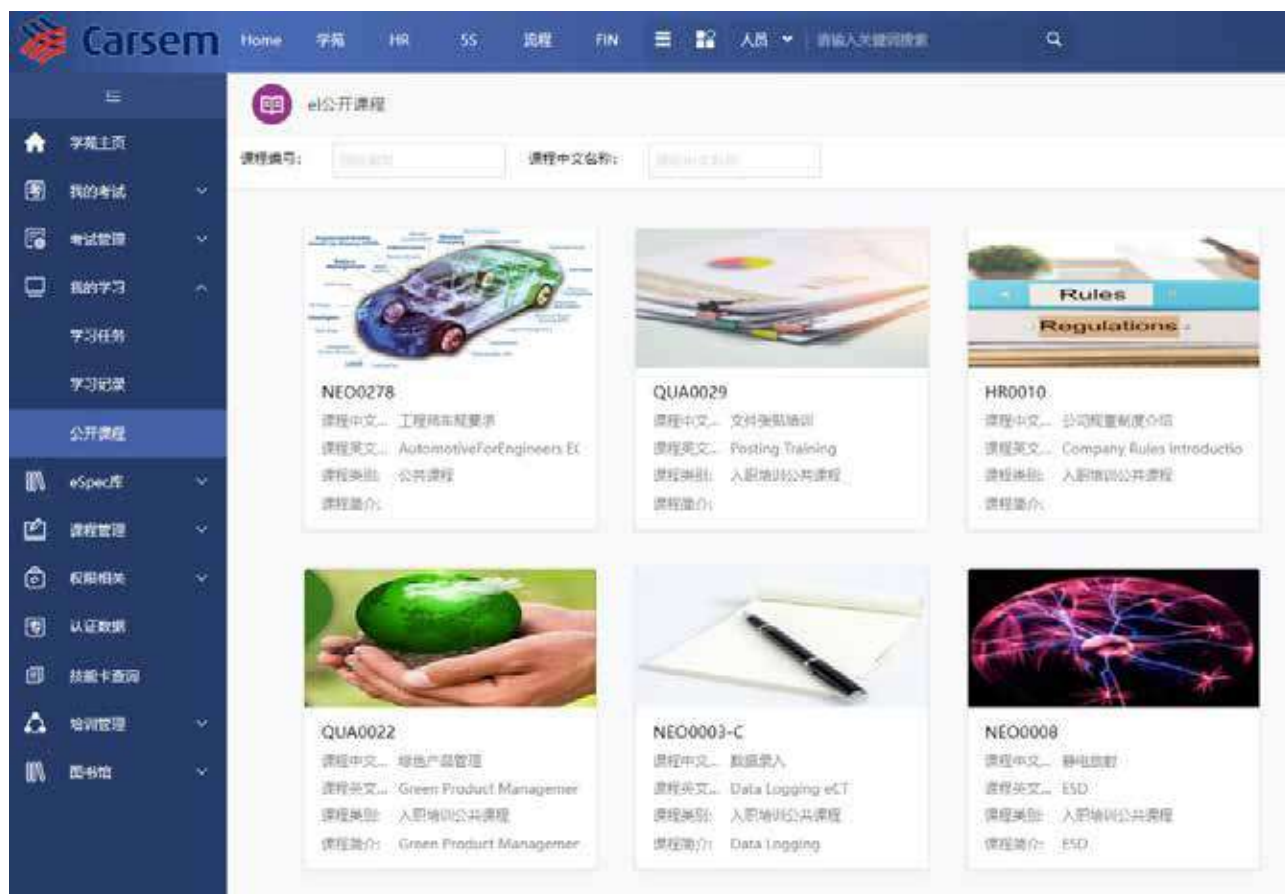 Carsem
Home 学苑 HR 5S 流程 FIN 人员 请输入关键词搜索
el公开课程
课程编号： 课程中文名称：
学苑主页
我的考试
考试管理
我的学习
学习任务
学习记录
公开课程
eSpec库
课程管理
权限相关
认证数据
技能卡查询
培训管理
图书馆
Rules
Regulations
NEO0278
课程中文... 工程师车规要求
课程英文... AutomotiveForEngineers
课程类别: 公共课程
课程简介:
QUA0029
课程中文... 文件张贴培训
课程英文... Posting Training
课程类别: 入职培训公共课程
课程简介:
HR0010
课程中文... 公司规章制度介绍
课程英文... Company Rules Introductio
课程类别: 入职培训公共课程
课程简介:
QUA0022
课程中文... 绿色产品管理
课程英文... Green Product Managemer
课程类别: 入职培训公共课程
课程简介: Green Product Managemer
NEO0003-C
课程中文... 数据录入
课程英文... Data Logging eCT
课程类别: 入职培训公共课程
课程简介: Data Logging
NEO0008
课程中文... 静电放射
课程英文... ESD
课程类别: 入职培训公共课程
课程简介: ESD